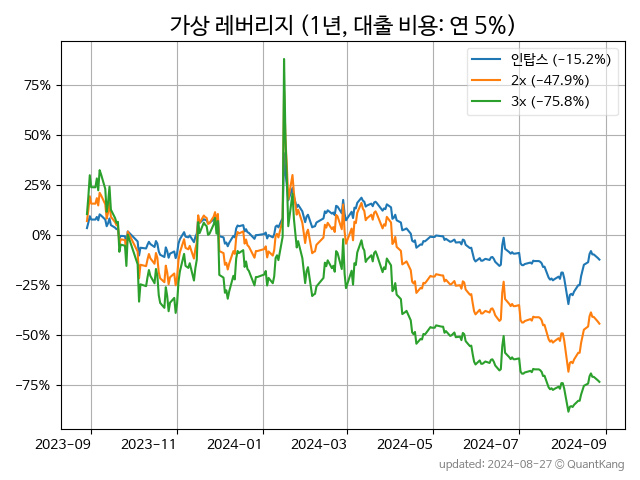 가상 레버리지 (1년, 대출 비용: 연 5%)
인탑스 (-15.2%)
2x (-47.9%)
3x (-75.8%)
75%
50%
25%
0%
−25%
−50%
−75%
2023-09 2023-11 2024-01 2024-03 2024-05 2024-07 2024-09
updated: 2024-08-27 © QuantKang